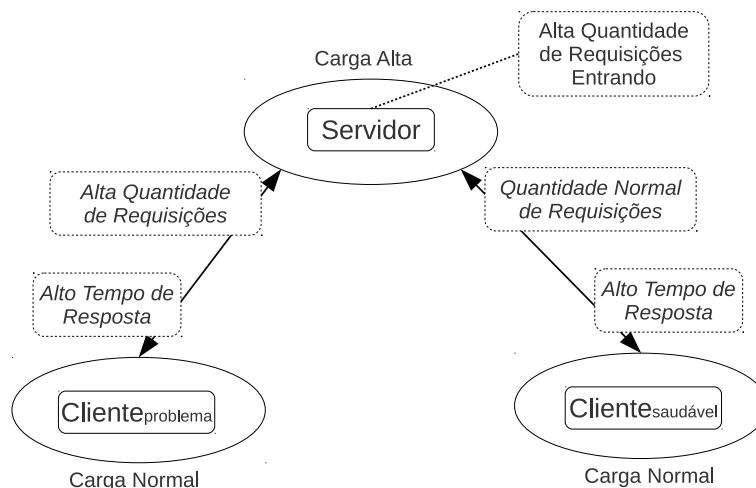 Alta Quantidade
de Requisições
Entrando
Carga Alta
Servidor
Alta Quantidade
de Requisições
Quantidade Normal
de Requisições
Alto Tempo de
Resposta
Alto Tempo de
Resposta
Clienteproblema
Clientesaudável
Carga Normal
Carga Normal